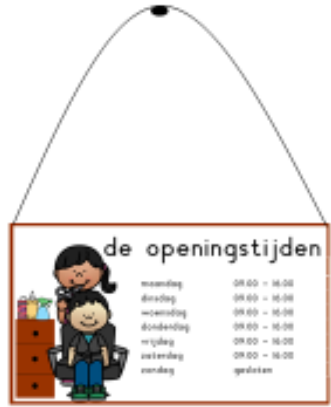 de openingstijden
maandag 09.00 - 16.00
dinsdag 09.00 - 16.00
woensdag 09.00 - 16.00
donderdag 09.00 - 16.00
vrijdag 09.00 - 16.00
zaterdag 09.00 - 16.00
zondag gesloten